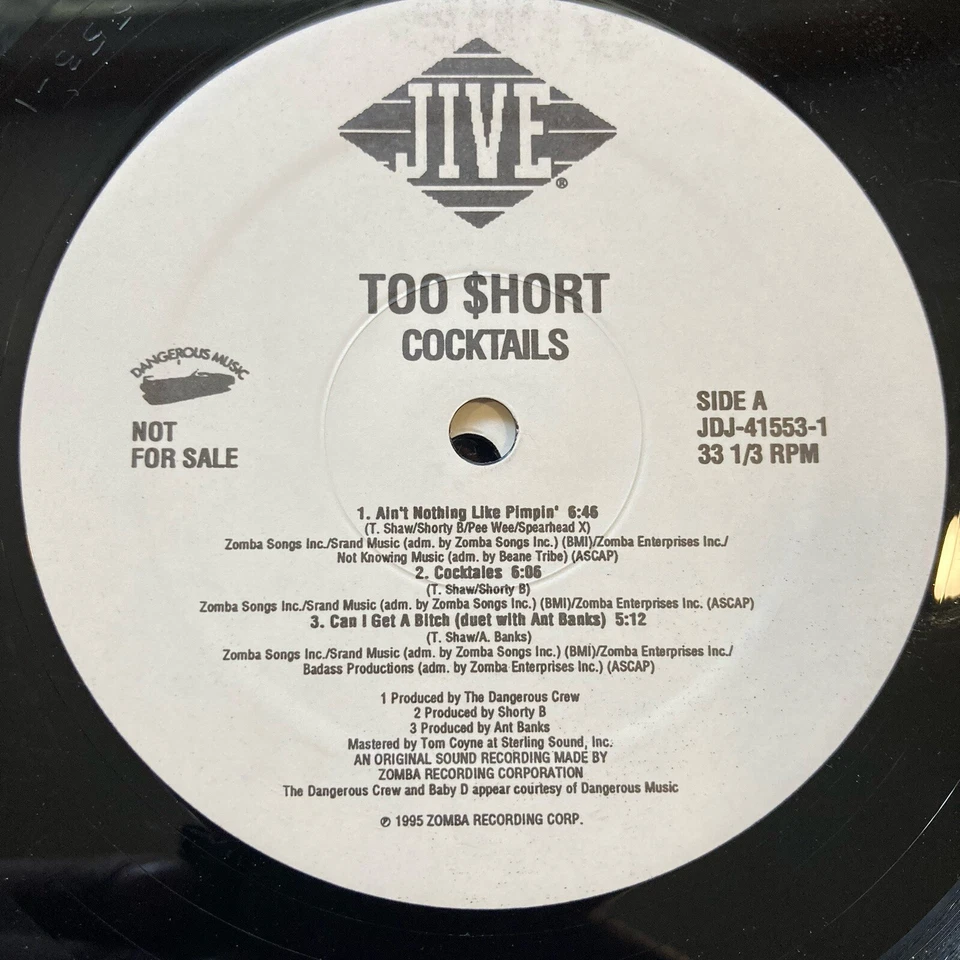 JIVE
®
TOO $HORT
COCKTAILS
DANGEROUS MUSIC
NOT
FOR SALE
SIDE A
JDJ-41553-1
33 1/3 RPM
1. Ain't Nothing Like Pimpin' 6:46
(T. Shaw/Shorty B/Pee Wee/Spearhead X)
Zomba Songs Inc./Srand Music (adm. by Zomba Songs Inc.) (BMI)/Zomba Enterprises Inc./
Not Knowing Music (adm. by Beane Tribe) (ASCAP)
2. Cocktales 6:06
(T. Shaw/Shorty B)
Zomba Songs Inc./Srand Music (adm. by Zomba Songs Inc.) (BMI)/Zomba Enterprises Inc. (ASCAP)
3. Can I Get A Bitch (duet with Ant Banks) 5:12
(T. Shaw/A. Banks)
Zomba Songs Inc./Srand Music (adm. by Zomba Songs Inc.) (BMI)/Zomba Enterprises Inc./
Badass Productions (adm. by Zomba Enterprises Inc.) (ASCAP)
1 Produced by The Dangerous Crew
2 Produced by Shorty B
3 Produced by Ant Banks
Mastered by Tom Coyne at Sterling Sound, Inc.
AN ORIGINAL SOUND RECORDING MADE BY
ZOMBA RECORDING CORPORATION
The Dangerous Crew and Baby D appear courtesy of Dangerous Music
℗ 1995 ZOMBA RECORDING CORP.